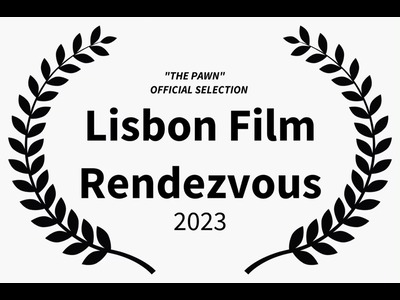 "THE PAWN"
OFFICIAL SELECTION
Lisbon Film
Rendezvous
2023